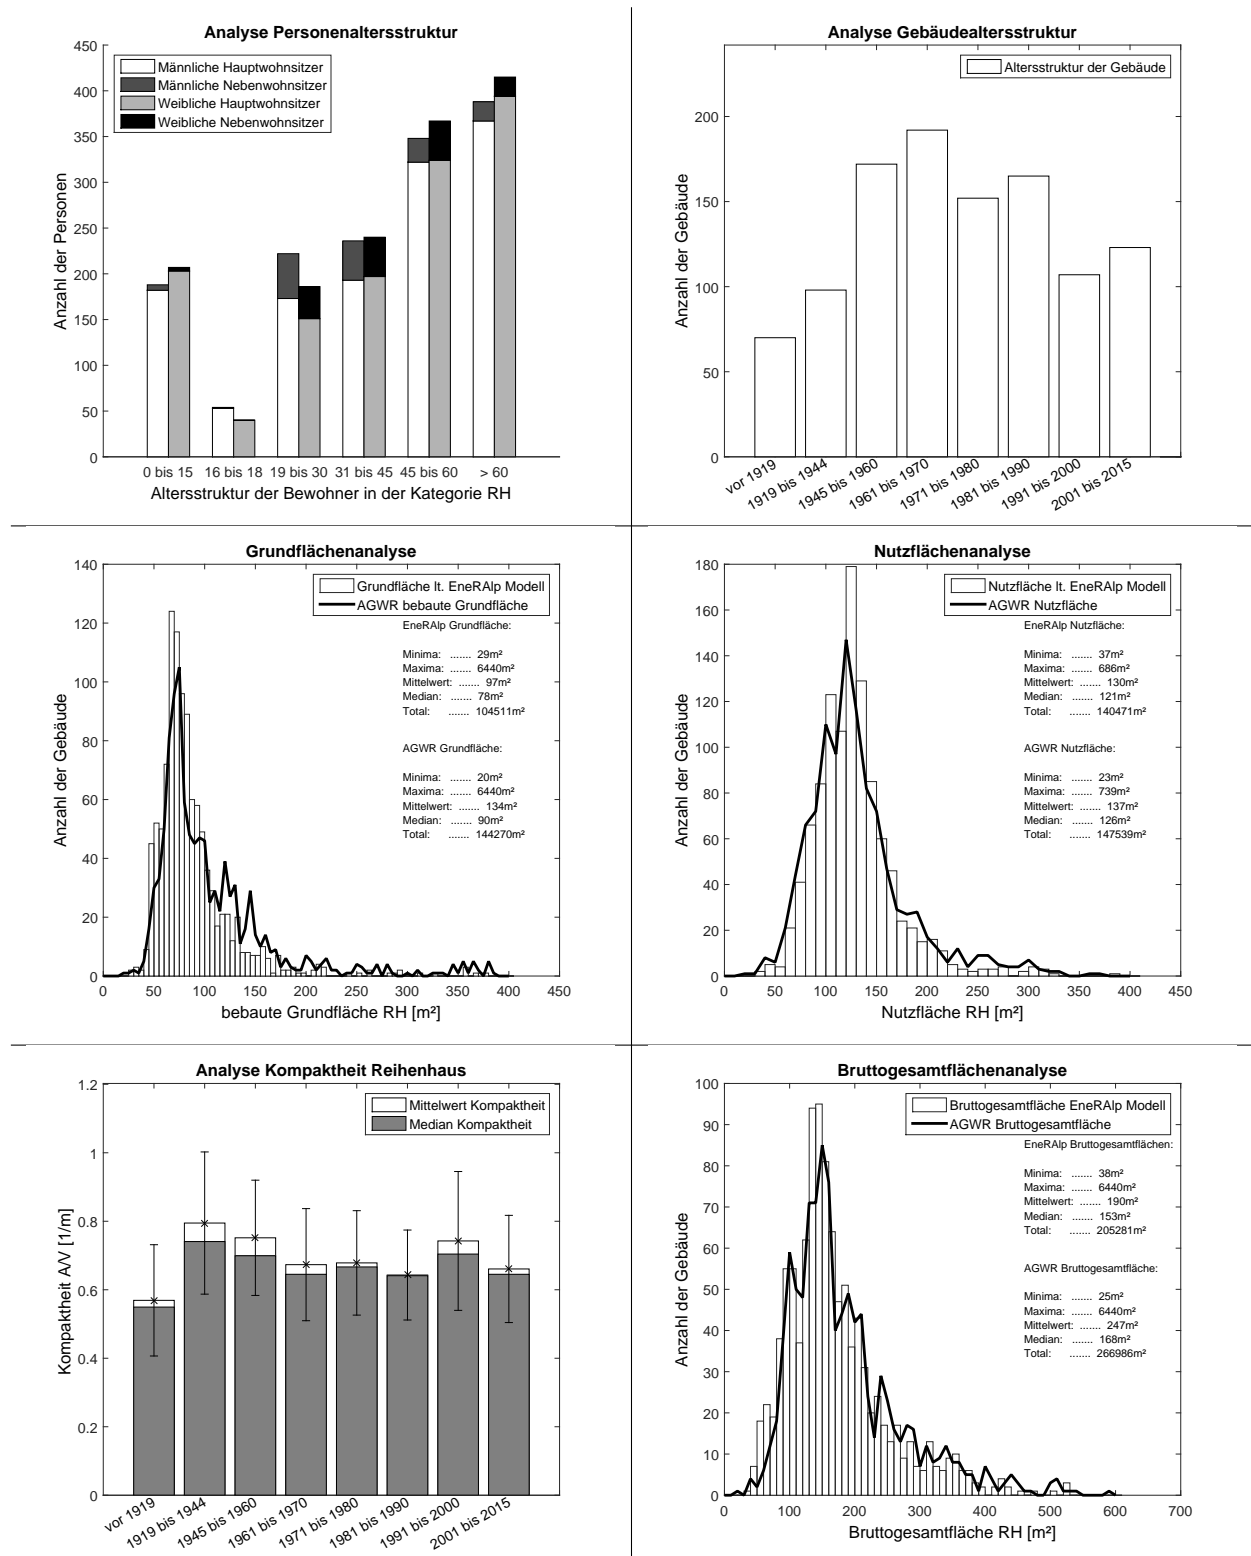 Analyse Personenaltersstruktur
450
400
350
300
250
200
150
100
50
0
Anzahl der Personen
Männliche Hauptwohnsitzer
Männliche Nebenwohnsitzer
Weibliche Hauptwohnsitzer
Weibliche Nebenwohnsitzer
0 bis 15 16 bis 18 19 bis 30 31 bis 45 45 bis 60 > 60
Altersstruktur der Bewohner in der Kategorie RH
Analyse Gebäudealtersstruktur
Altersstruktur der Gebäude
200
150
100
50
0
Anzahl der Gebäude
vor 1919
1919 bis 1944
1945 bis 1960
1961 bis 1970
1971 bis 1980
1981 bis 1990
1991 bis 2000
2001 bis 2015
Grundflächenanalyse
140
120
100
80
60
40
20
0
Anzahl der Gebäude
Grundfläche lt. EneRAlp Modell
AGWR bebaute Grundfläche
EneRAlp Grundfläche:
Minima: ....... 29m²
Maxima: ....... 6440m²
Mittelwert: ....... 97m²
Median: ....... 78m²
Total: ....... 104511m²
AGWR Grundfläche:
Minima: ....... 20m²
Maxima: ....... 6440m²
Mittelwert: ....... 134m²
Median: ....... 90m²
Total: ....... 144270m²
0 50 100 150 200 250 300 350 400 450
bebaute Grundfläche RH [m²]
Nutzflächenanalyse
180
160
140
120
100
80
60
40
20
0
Anzahl der Gebäude
Nutzfläche lt. EneRAlp Modell
AGWR Nutzfläche
EneRAlp Nutzfläche:
Minima: ....... 37m²
Maxima: ....... 686m²
Mittelwert: ....... 130m²
Median: ....... 121m²
Total: ....... 140471m²
AGWR Nutzfläche:
Minima: ....... 23m²
Maxima: ....... 739m²
Mittelwert: ....... 137m²
Median: ....... 126m²
Total: ....... 147539m²
0 50 100 150 200 250 300 350 400 450
Nutzfläche RH [m²]
Analyse Kompaktheit Reihenhaus
1.2
1
0.8
0.6
0.4
0.2
0
Kompaktheit A/V [1/m]
Mittelwert Kompaktheit
Median Kompaktheit
vor 1919
1919 bis 1944
1945 bis 1960
1961 bis 1970
1971 bis 1980
1981 bis 1990
1991 bis 2000
2001 bis 2015
Bruttogesamtflächenanalyse
100
90
80
70
60
50
40
30
20
10
0
Anzahl der Gebäude
Bruttogesamtfläche EneRAlp Modell
AGWR Bruttogesamtfläche
EneRAlp Bruttogesamtflächen:
Minima: ....... 38m²
Maxima: ....... 6440m²
Mittelwert: ....... 190m²
Median: ....... 153m²
Total: ....... 205281m²
AGWR Bruttogesamtfläche:
Minima: ....... 25m²
Maxima: ....... 6440m²
Mittelwert: ....... 247m²
Median: ....... 168m²
Total: ....... 266986m²
0 100 200 300 400 500 600 700
Bruttogesamtfläche RH [m²]